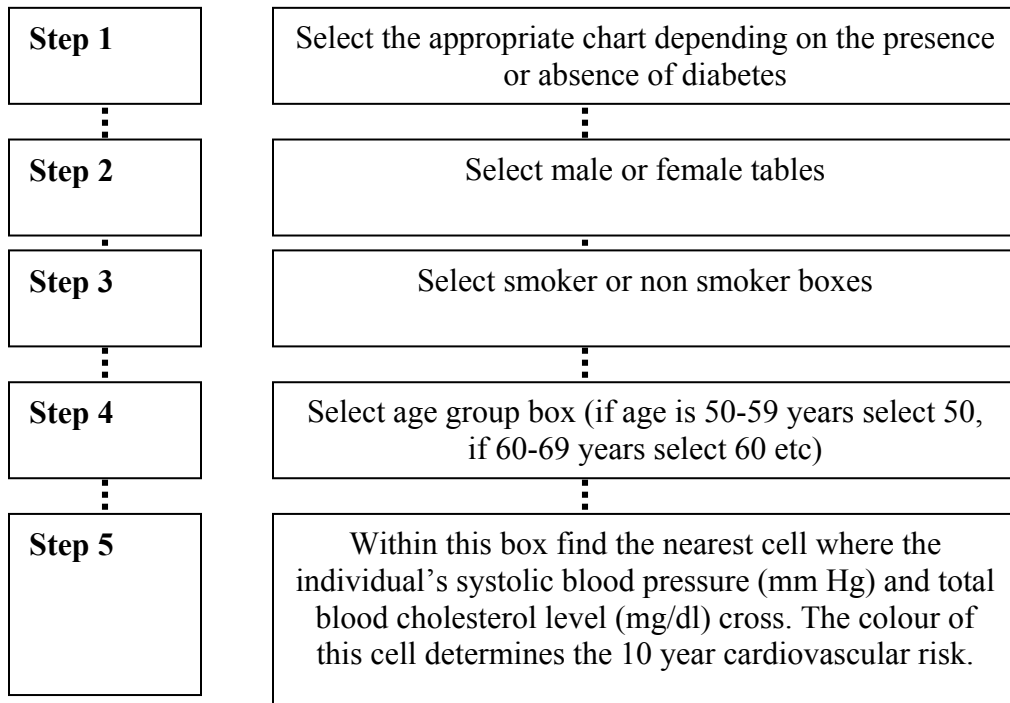 Step 1
Select the appropriate chart depending on the presence
or absence of diabetes
Step 2
Select male or female tables
Step 3
Select smoker or non smoker boxes
Step 4
Select age group box (if age is 50-59 years select 50,
if 60-69 years select 60 etc)
Step 5
Within this box find the nearest cell where the
individual’s systolic blood pressure (mm Hg) and total
blood cholesterol level (mg/dl) cross. The colour of
this cell determines the 10 year cardiovascular risk.